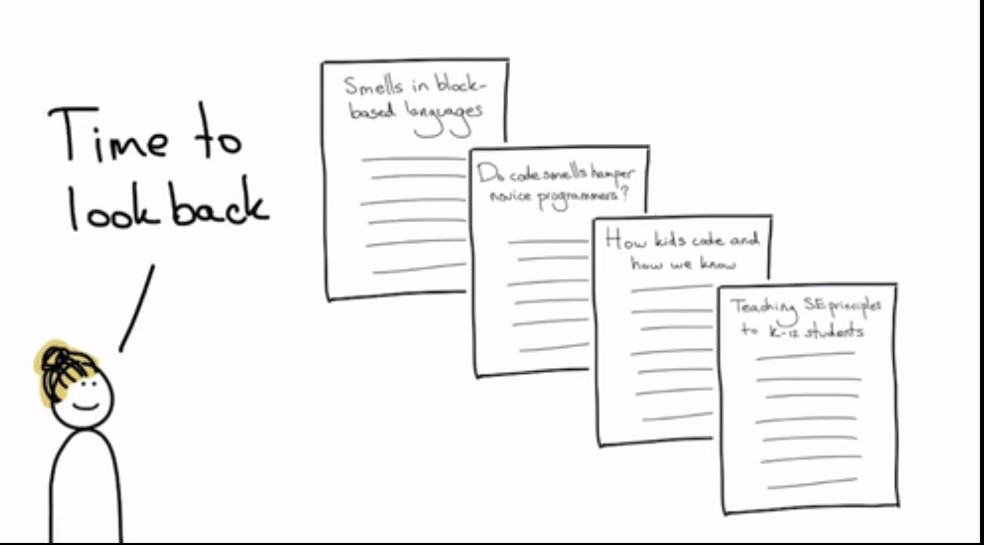 Time to
look back
Smells in block-
based languages
Do code smells hamper
novice programmers?
How kids code and
how we know
Teaching SE principles
to K-12 students